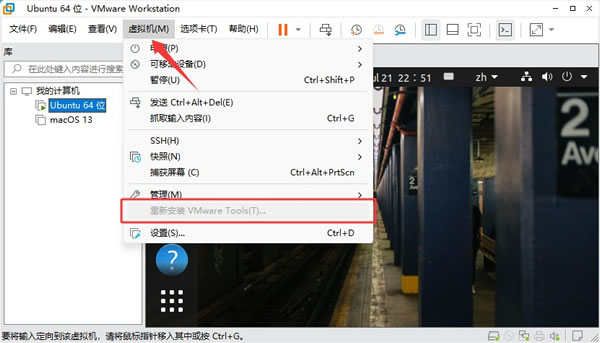 Ubuntu 64 位 - VMware Workstation
文件(F) 编辑(E) 查看(V) 虚拟机(M) 选项卡(T) 帮助(H)
库
在此处键入内容进行搜索
我的计算机
Ubuntu 64 位
macOS 13
(P)
可移动设备(D)
暂停(U) Ctrl+Shift+P
发送 Ctrl+Alt+Del(E)
抓取输入内容(I) Ctrl+G
SSH(H)
快照(N)
捕获屏幕 (C) Ctrl+Alt+PrtScn
管理(M)
重新安装 VMware Tools(T)...
设置(S)... Ctrl+D
ul 21 22:51 zh
2
Ave
2
Av
?
要将输入定向到该虚拟机，请将鼠标指针移入其中或按 Ctrl+G。